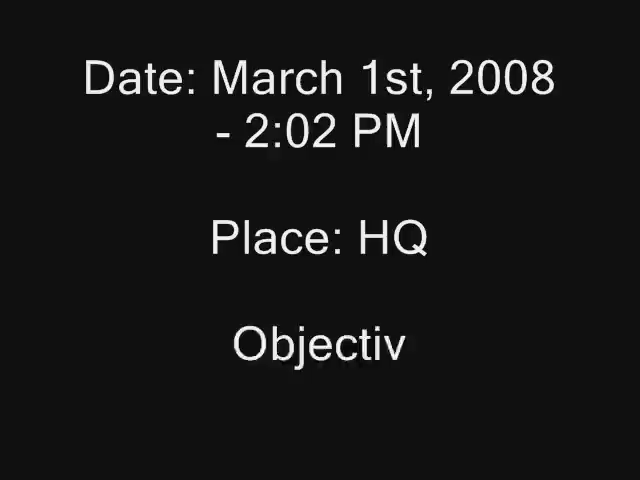 Date: March 1st, 2008
- 2:02 PM
Place: HQ
Objectiv